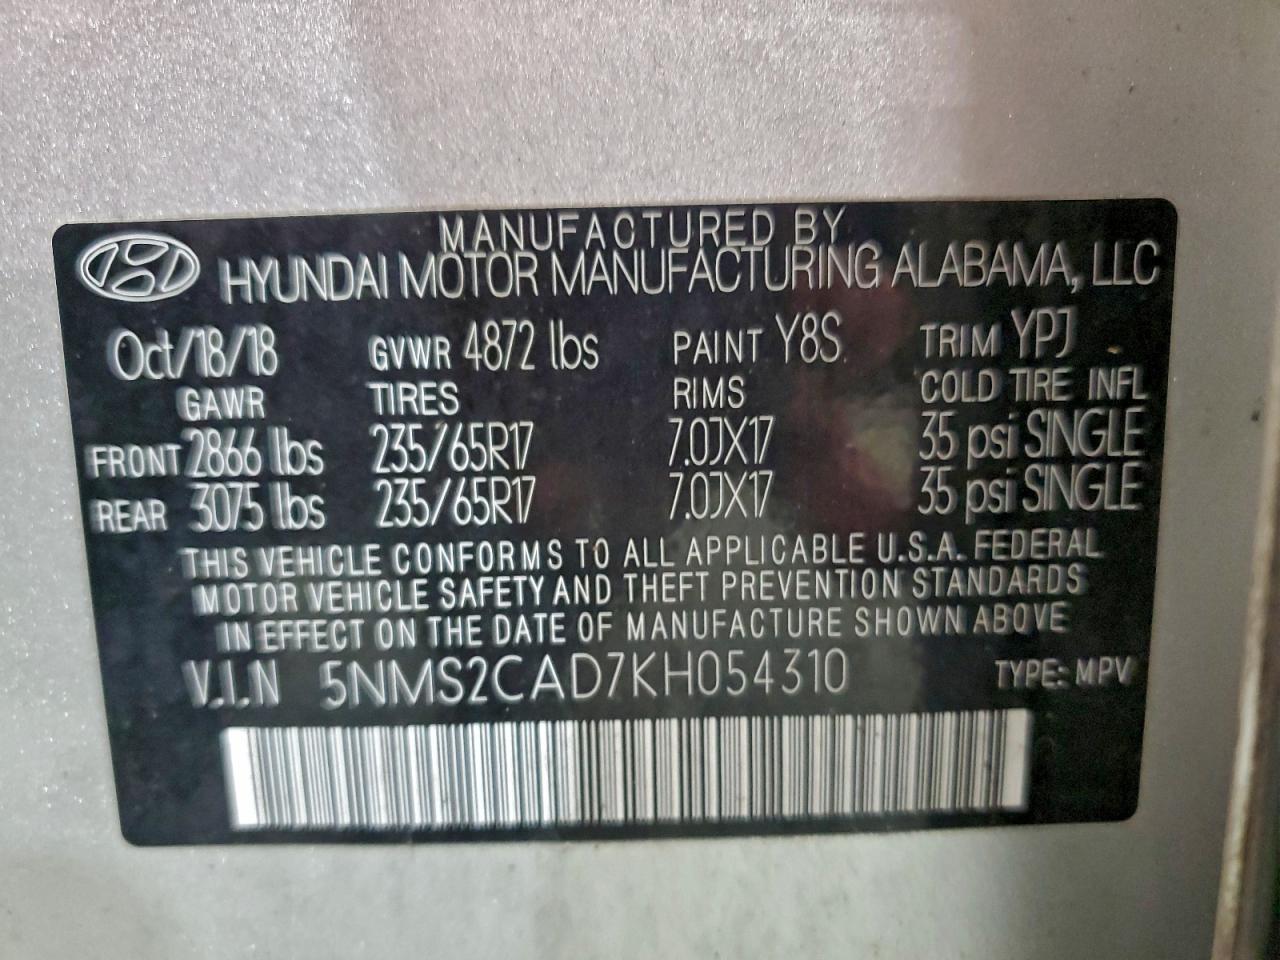 MANUFACTURED BY
HYUNDAI MOTOR MANUFACTURING ALABAMA, LLC
Oct/18/18 GVWR 4872 lbs PAINT Y8S TRIM YPJ
GAWR TIRES RIMS COLD TIRE INFL
FRONT 2866 lbs 235/65R17 7.0JX17 35 psi SINGLE
REAR 3075 lbs 235/65R17 7.0JX17 35 psi SINGLE
THIS VEHICLE CONFORMS TO ALL APPLICABLE U.S.A. FEDERAL
MOTOR VEHICLE SAFETY AND THEFT PREVENTION STANDARDS
IN EFFECT ON THE DATE OF MANUFACTURE SHOWN ABOVE
V.I.N 5NMS2CAD7KH054310 TYPE: MPV